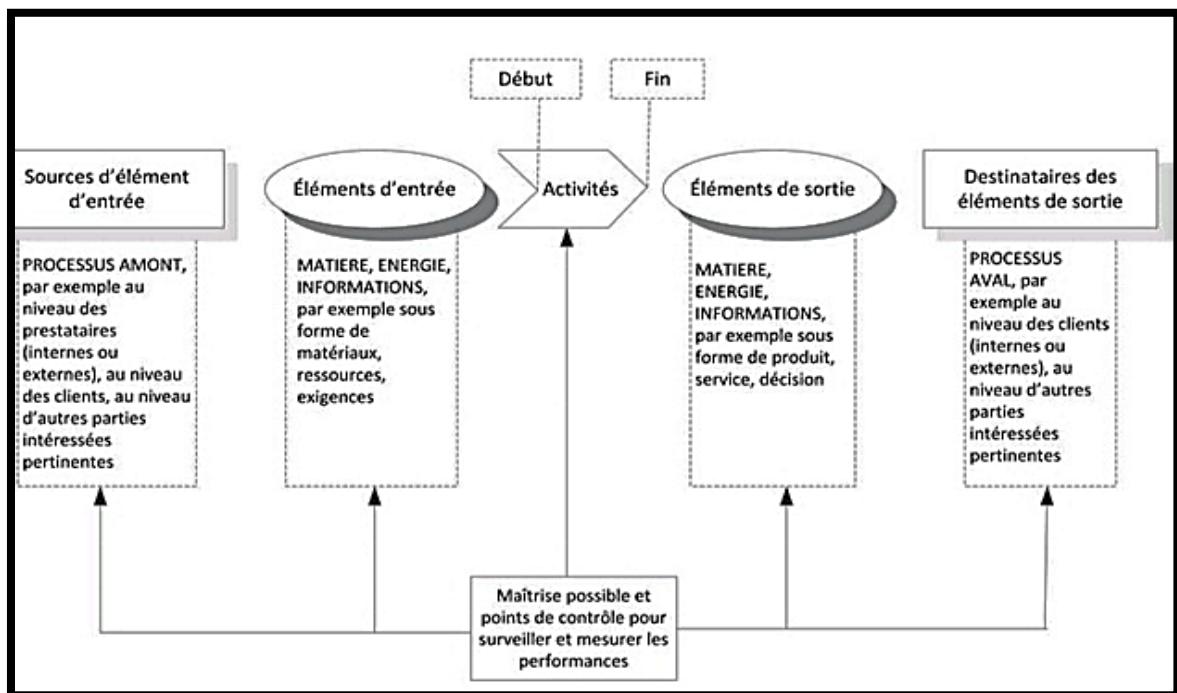 Début
Fin
Sources d'élément
d'entrée
Éléments d'entrée
Activités
Éléments de sortie
Destinataires des
éléments de sortie
PROCESSUS AMONT,
par exemple au
niveau des
prestataires
(internes ou
externes), au niveau
des clients, au niveau
d'autres parties
intéressées
pertinentes
MATIERE, ENERGIE,
INFORMATIONS,
par exemple sous
forme de
matériaux,
ressources,
exigences
MATIERE,
ENERGIE,
INFORMATIONS,
par exemple sous
forme de produit,
service, décision
PROCESSUS
AVAL, par
exemple au
niveau des clients
(internes ou
externes), au
niveau d'autres
parties
intéressées
pertinentes
Maîtrise possible et
points de contrôle pour
surveiller et mesurer les
performances